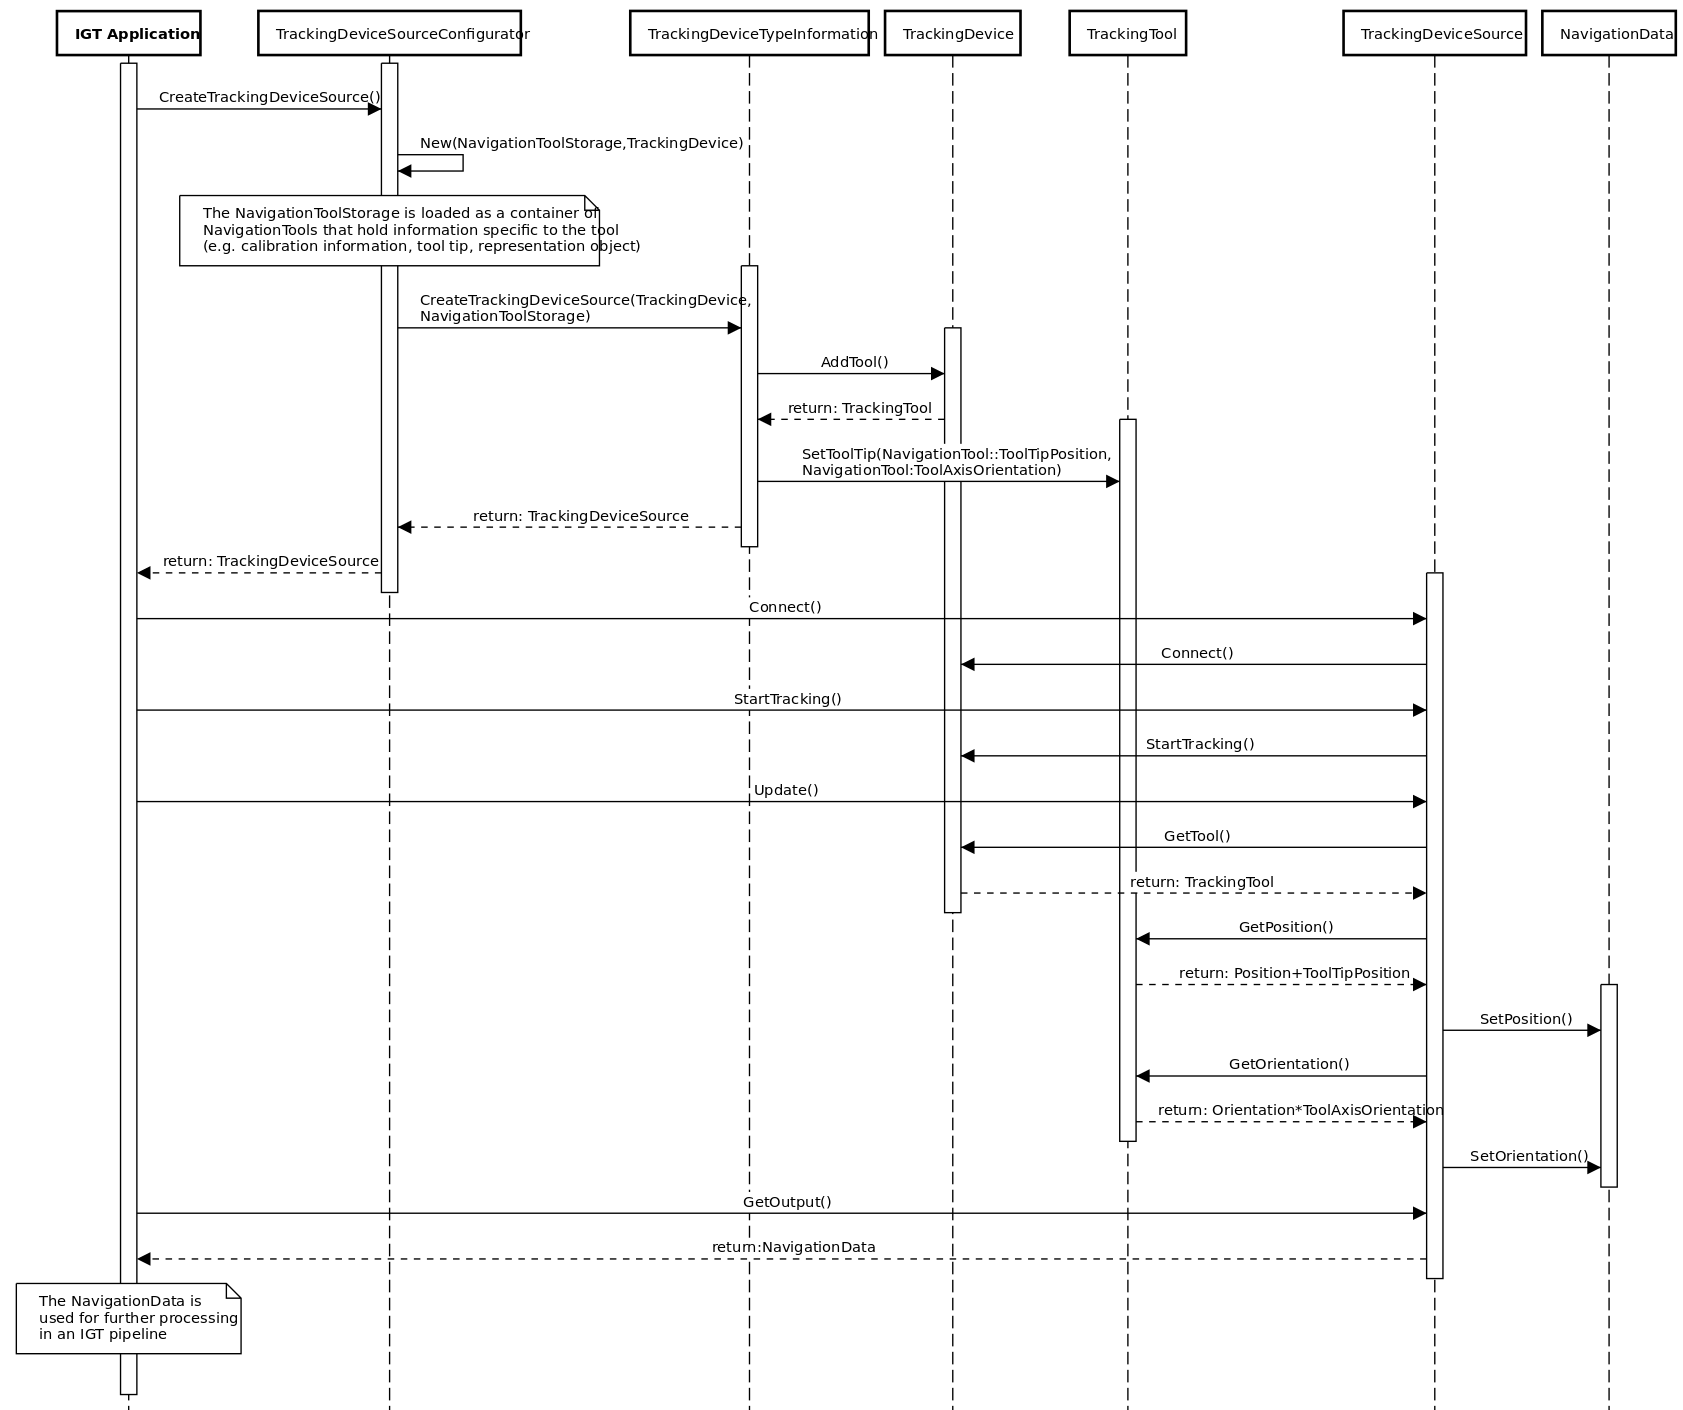 IGT Application
TrackingDeviceSourceConfigurator
TrackingDeviceTypeInformation
TrackingDevice
TrackingTool
TrackingDeviceSource
NavigationData
CreateTrackingDeviceSource()
New(NavigationToolStorage,TrackingDevice)
The NavigationToolStorage is loaded as a container of
NavigationTools that hold information specific to the tool
(e.g. calibration information, tool tip, representation object)
CreateTrackingDeviceSource(TrackingDevice,
NavigationToolStorage)
AddTool()
return: TrackingTool
SetToolTip(NavigationTool::ToolTipPosition,
NavigationTool:ToolAxisOrientation)
return: TrackingDeviceSource
return: TrackingDeviceSource
Connect()
Connect()
StartTracking()
StartTracking()
Update()
GetTool()
return: TrackingTool
GetPosition()
return: Position+ToolTipPosition
SetPosition()
GetOrientation()
return: Orientation*ToolAxisOrientation
SetOrientation()
GetOutput()
return:NavigationData
The NavigationData is
used for further processing
in an IGT pipeline